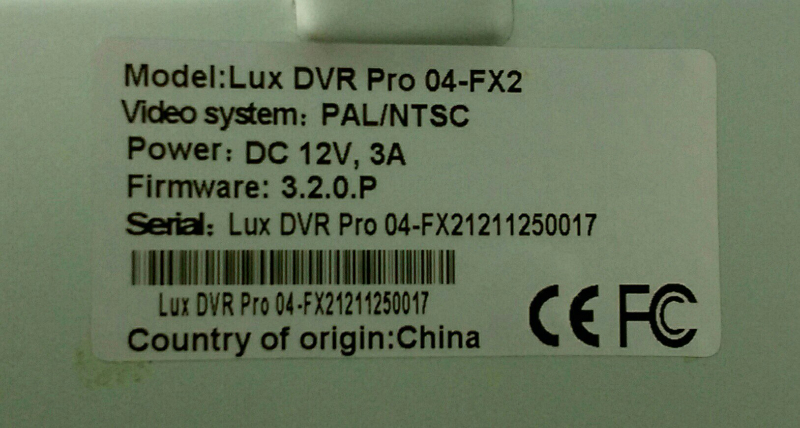 Model:Lux DVR Pro 04-FX2
Video system: PAL/NTSC
Power: DC 12V, 3A
Firmware: 3.2.0.P
Serial: Lux DVR Pro 04-FX21211250017
Lux DVR Pro 04-FX21211250017
Country of origin:China
CE FC